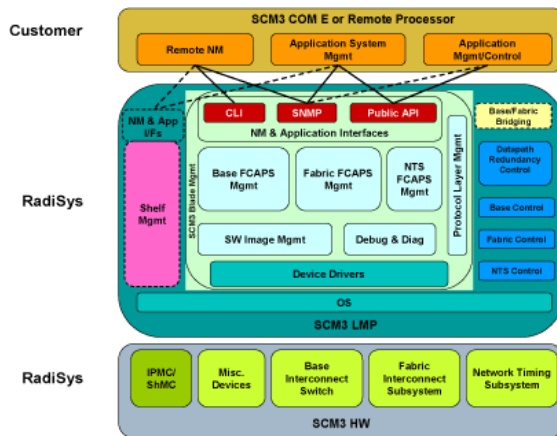 Customer
SCM3 COM E or Remote Processor
Remote NM
Application System
Mgmt
Application
Mgmt/Control
RadiSys
NM & App
I/Fs
Shelf
Mgmt
SCM3 Blade Mgmt
CLI
SNMP
Public API
NM & Application Interfaces
Base FCAPS
Mgmt
Fabric FCAPS
Mgmt
NTS
FCAPS
Mgmt
SW Image Mgmt
Debug & Diag
Device Drivers
Protocol Layer Mgmt
Base/Fabric
Bridging
Datapath
Redundancy
Control
Base Control
Fabric Control
NTS Control
OS
SCM3 LMP
RadiSys
IPMC/
ShMC
Misc.
Devices
Base
Interconnect
Switch
Fabric
Interconnect
Subsystem
Network Timing
Subsystem
SCM3 HW